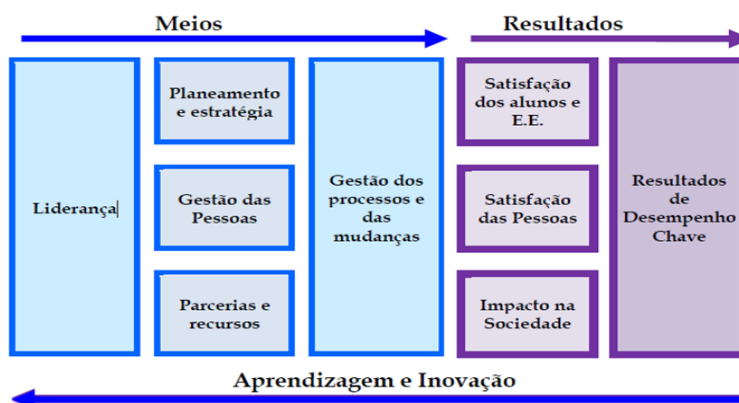 Meios
Resultados
Liderança
Planeamento
e estratégia
Gestão das
Pessoas
Parcerias e
recursos
Gestão dos
processos e
das
mudanças
Satisfação
dos alunos e
E.E.
Satisfação
das Pessoas
Impacto na
Sociedade
Resultados
de
Desempenho
Chave
Aprendizagem e Inovação